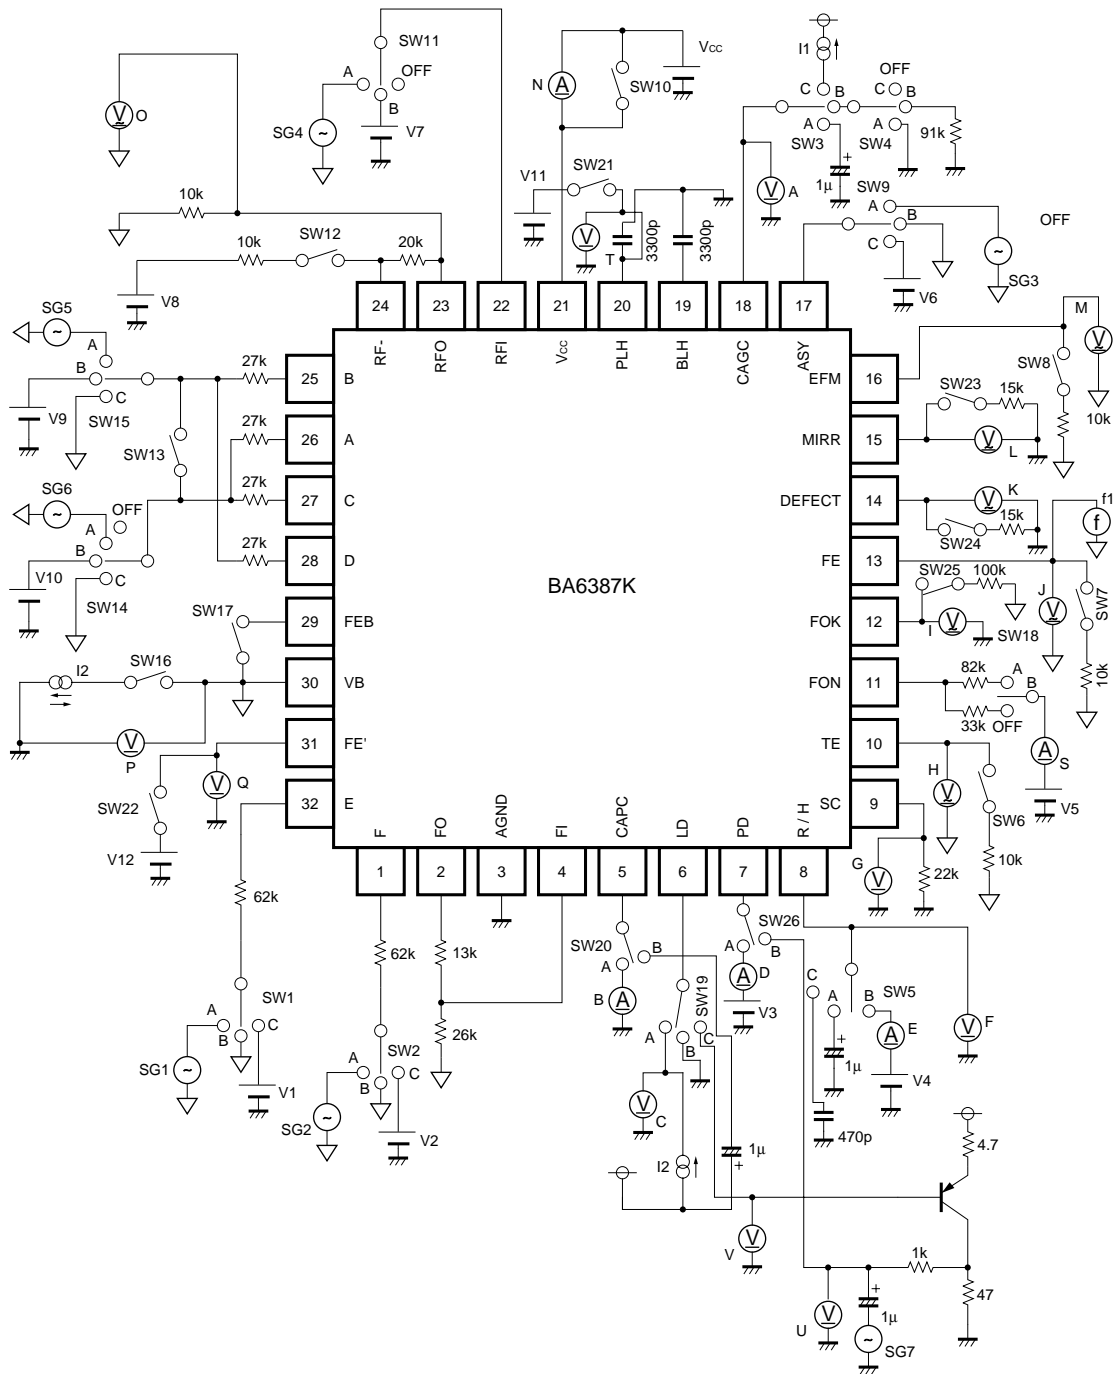 SW11
A
OFF
B
SG4
V7
O
N
A
SW10
Vcc
I1
OFF
C
B
C
B
A
SW3
A
SW4
91k
1µ
+
V
A
SW9
A
B
C
V6
SG3
OFF
V11
SW21
V
T
3300p
3300p
10k
10k
SW12
20k
V8
24
23
22
21
20
19
18
17
RF-
RFO
RFI
Vcc
PLH
BLH
CAGC
ASY
SG5
A
B
C
V9
SW15
SW13
SG6
OFF
A
B
C
V10
SW14
27k
27k
27k
27k
25
B
26
A
27
C
28
D
29
FEB
30
VB
31
FE'
32
E
SW17
I2
SW16
V
P
V
Q
SW22
V12
BA6387K
EFM
16
MIRR
15
DEFECT
14
FE
13
FOK
12
FON
11
TE
10
SC
9
M
V
SW8
10k
SW23
15k
V
L
V
K
15k
SW24
f1
f
SW25
100k
I
V
SW18
J
V
SW7
10k
82k
A
B
33k
OFF
A
S
V5
H
V
SW6
10k
G
V
22k
F
FO
AGND
FI
CAPC
LD
PD
R / H
1
2
3
4
5
6
7
8
62k
A
SW1
B
C
SG1
V1
62k
A
SW2
B
C
SG2
V2
13k
26k
SW20
A
B
B
A
SW19
A
B
C
V
C
I2
1µ
+
SW26
A
B
A
D
V3
C
A
B
SW5
A
E
V4
+
1µ
470p
V
F
4.7
V
V
1k
47
U
V
+
1µ
SG7